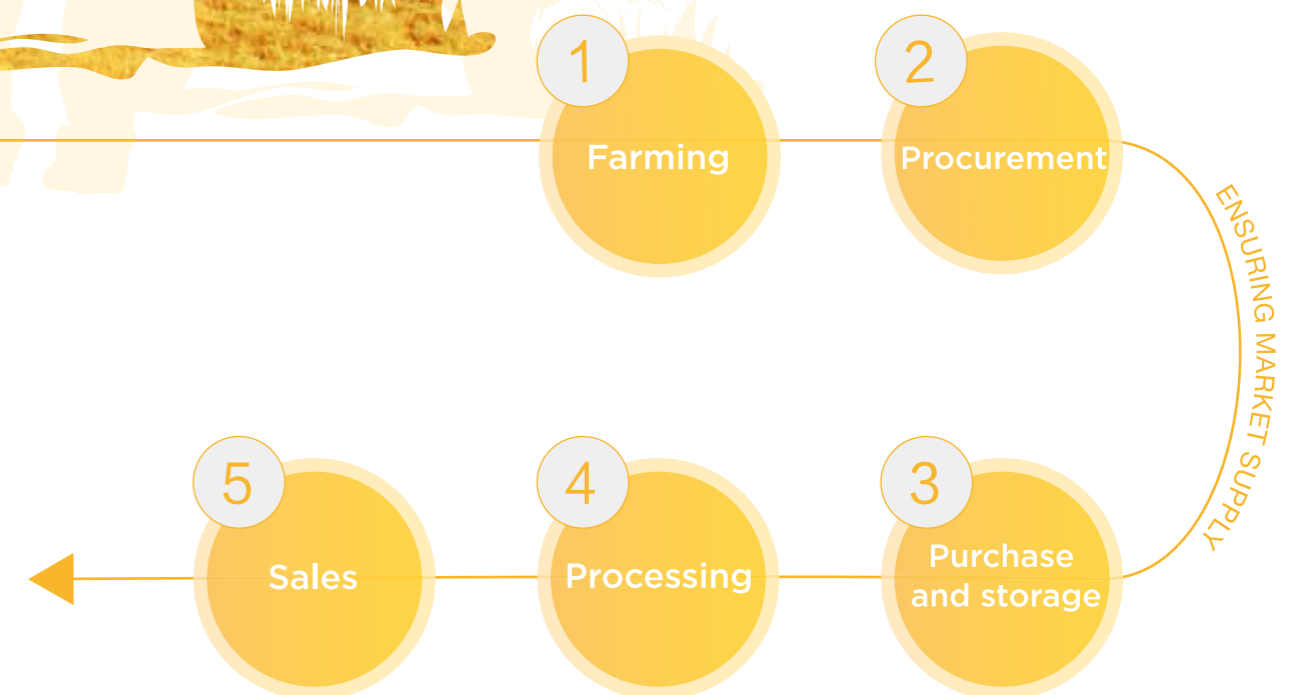 1
Farming
2
Procurement
ENSURING MARKET SUPPLY
3
Purchase
and storage
4
Processing
5
Sales